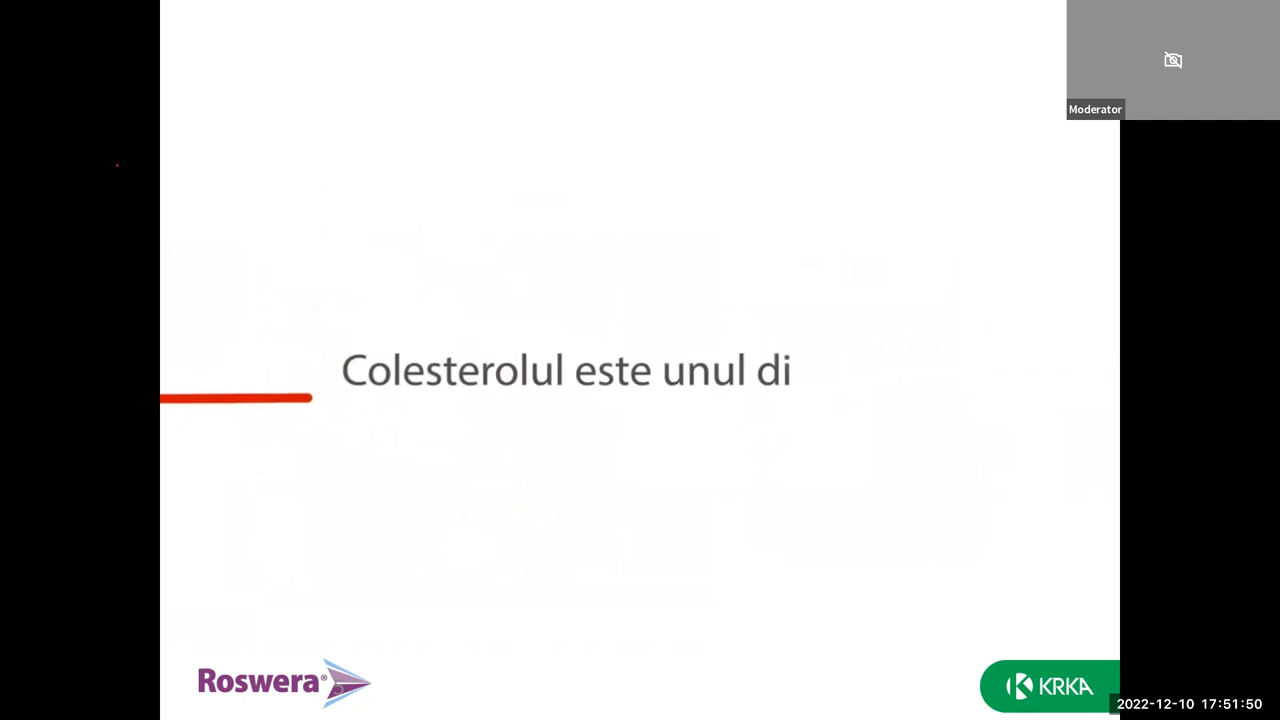 Moderator
Colesterolul este unul di
Roswera®
KRKA
2022-12-10 17:51:50